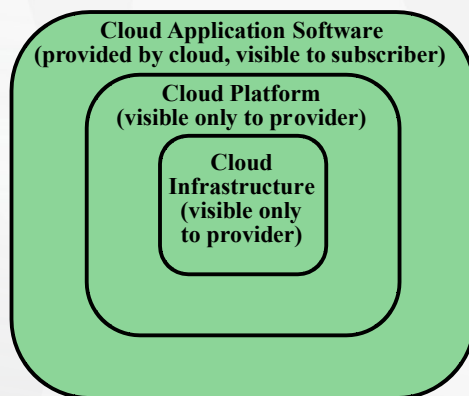 Cloud Application Software
(provided by cloud, visible to subscriber)
Cloud Platform
(visible only to provider)
Cloud
Infrastructure
(visible only
to provider)